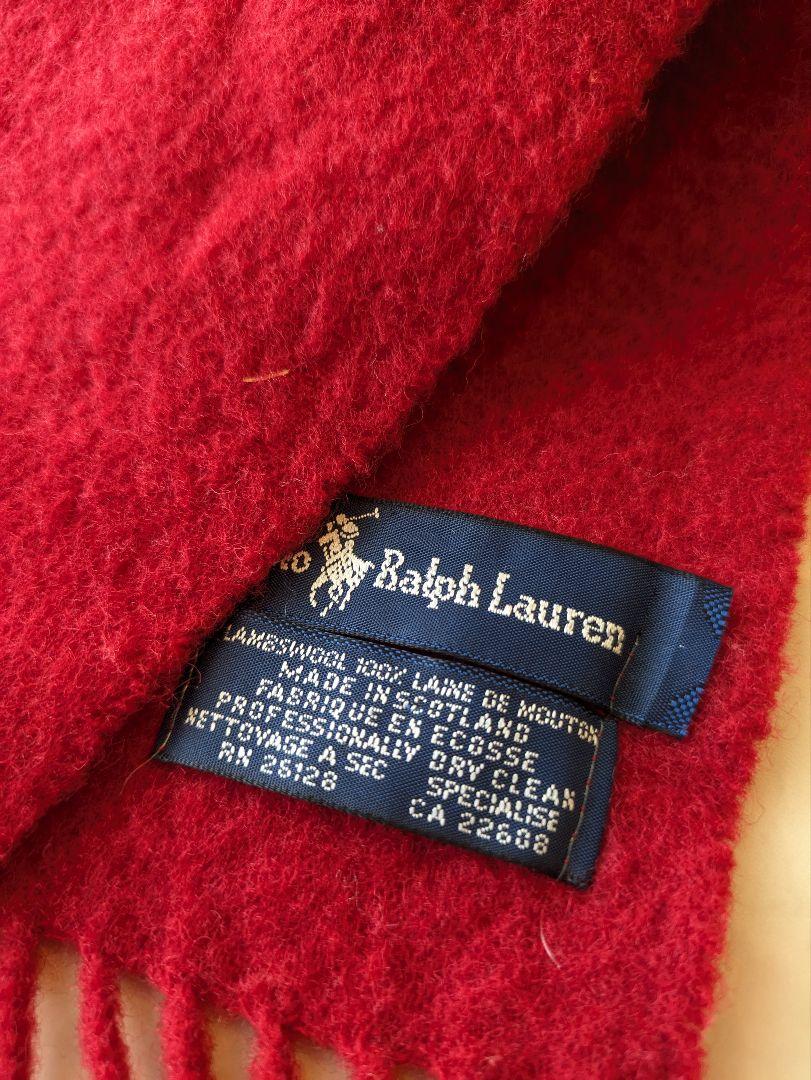 Ralph Lauren
LAMBSWOOL 100% LAINE DE MOUTON
MADE IN SCOTLAND
FABRIQUE EN ECOSSE
PROFESSIONALLY DRY CLEAN
NETTOYAGE A SEC SPECIALISE
RN 26128 CA 22608